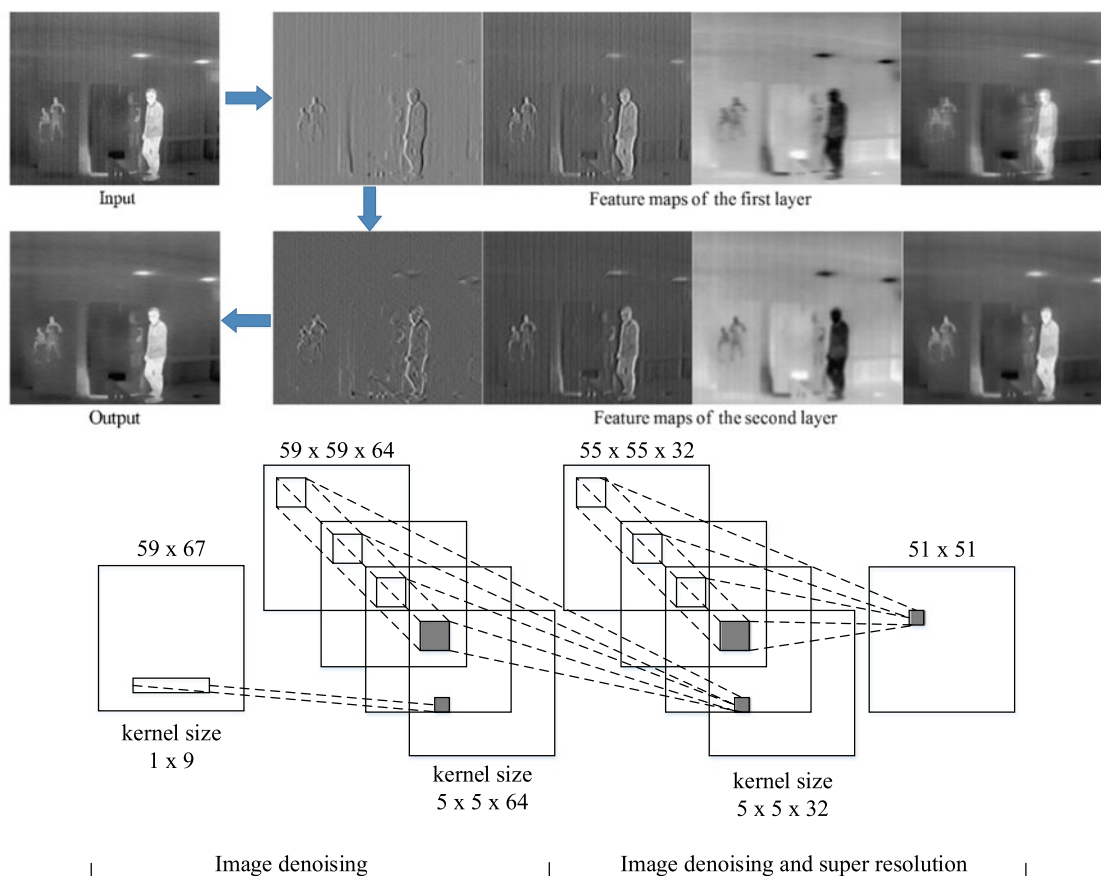 Input
Feature maps of the first layer
Output
Feature maps of the second layer
59 x 59 x 64
55 x 55 x 32
59 x 67
51 x 51
kernel size
1 x 9
kernel size
5 x 5 x 64
kernel size
5 x 5 x 32
Image denoising
Image denoising and super resolution